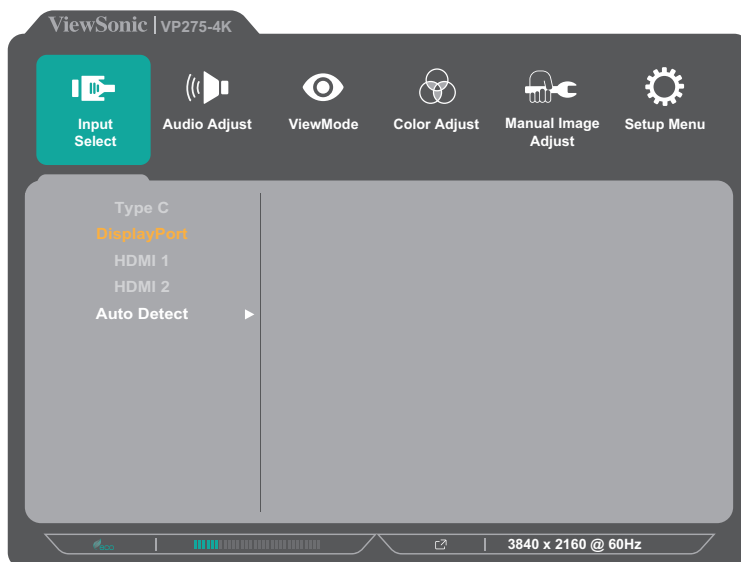 ViewSonic | VP275-4K
Input Select
Audio Adjust
ViewMode
Color Adjust
Manual Image Adjust
Setup Menu
Type C
DisplayPort
HDMI 1
HDMI 2
Auto Detect
eco
3840 x 2160 @ 60Hz